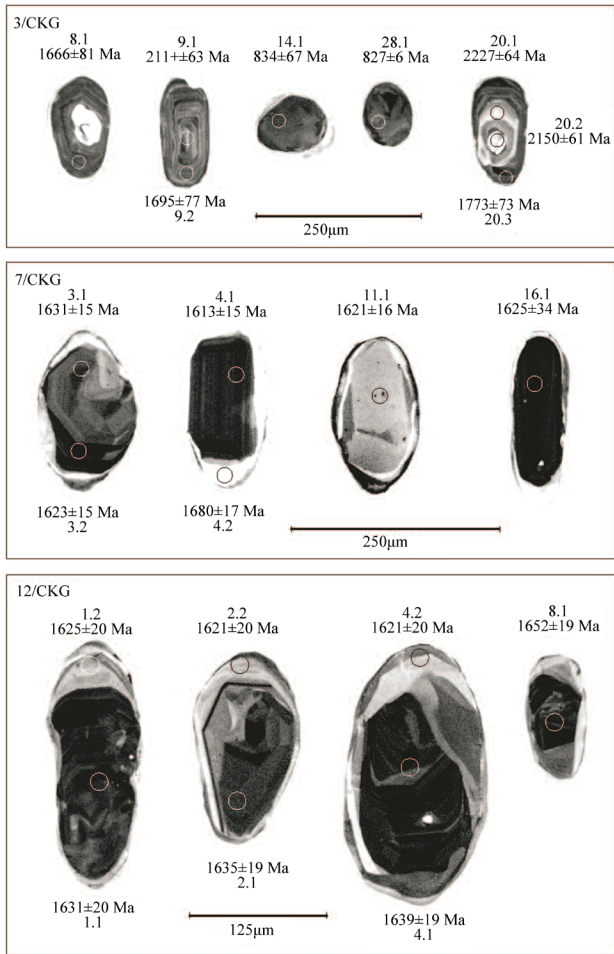 3/CKG
8.1
1666±81 Ma
9.1
211+±63 Ma
14.1
834±67 Ma
28.1
827±6 Ma
20.1
2227±64 Ma
20.2
2150±61 Ma
1695±77 Ma
9.2
250μm
1773±73 Ma
20.3
7/CKG
3.1
1631±15 Ma
4.1
1613±15 Ma
11.1
1621±16 Ma
16.1
1625±34 Ma
1623±15 Ma
3.2
1680±17 Ma
4.2
250μm
12/CKG
1.2
1625±20 Ma
2.2
1621±20 Ma
4.2
1621±20 Ma
8.1
1652±19 Ma
1631±20 Ma
1.1
1635±19 Ma
2.1
125μm
1639±19 Ma
4.1